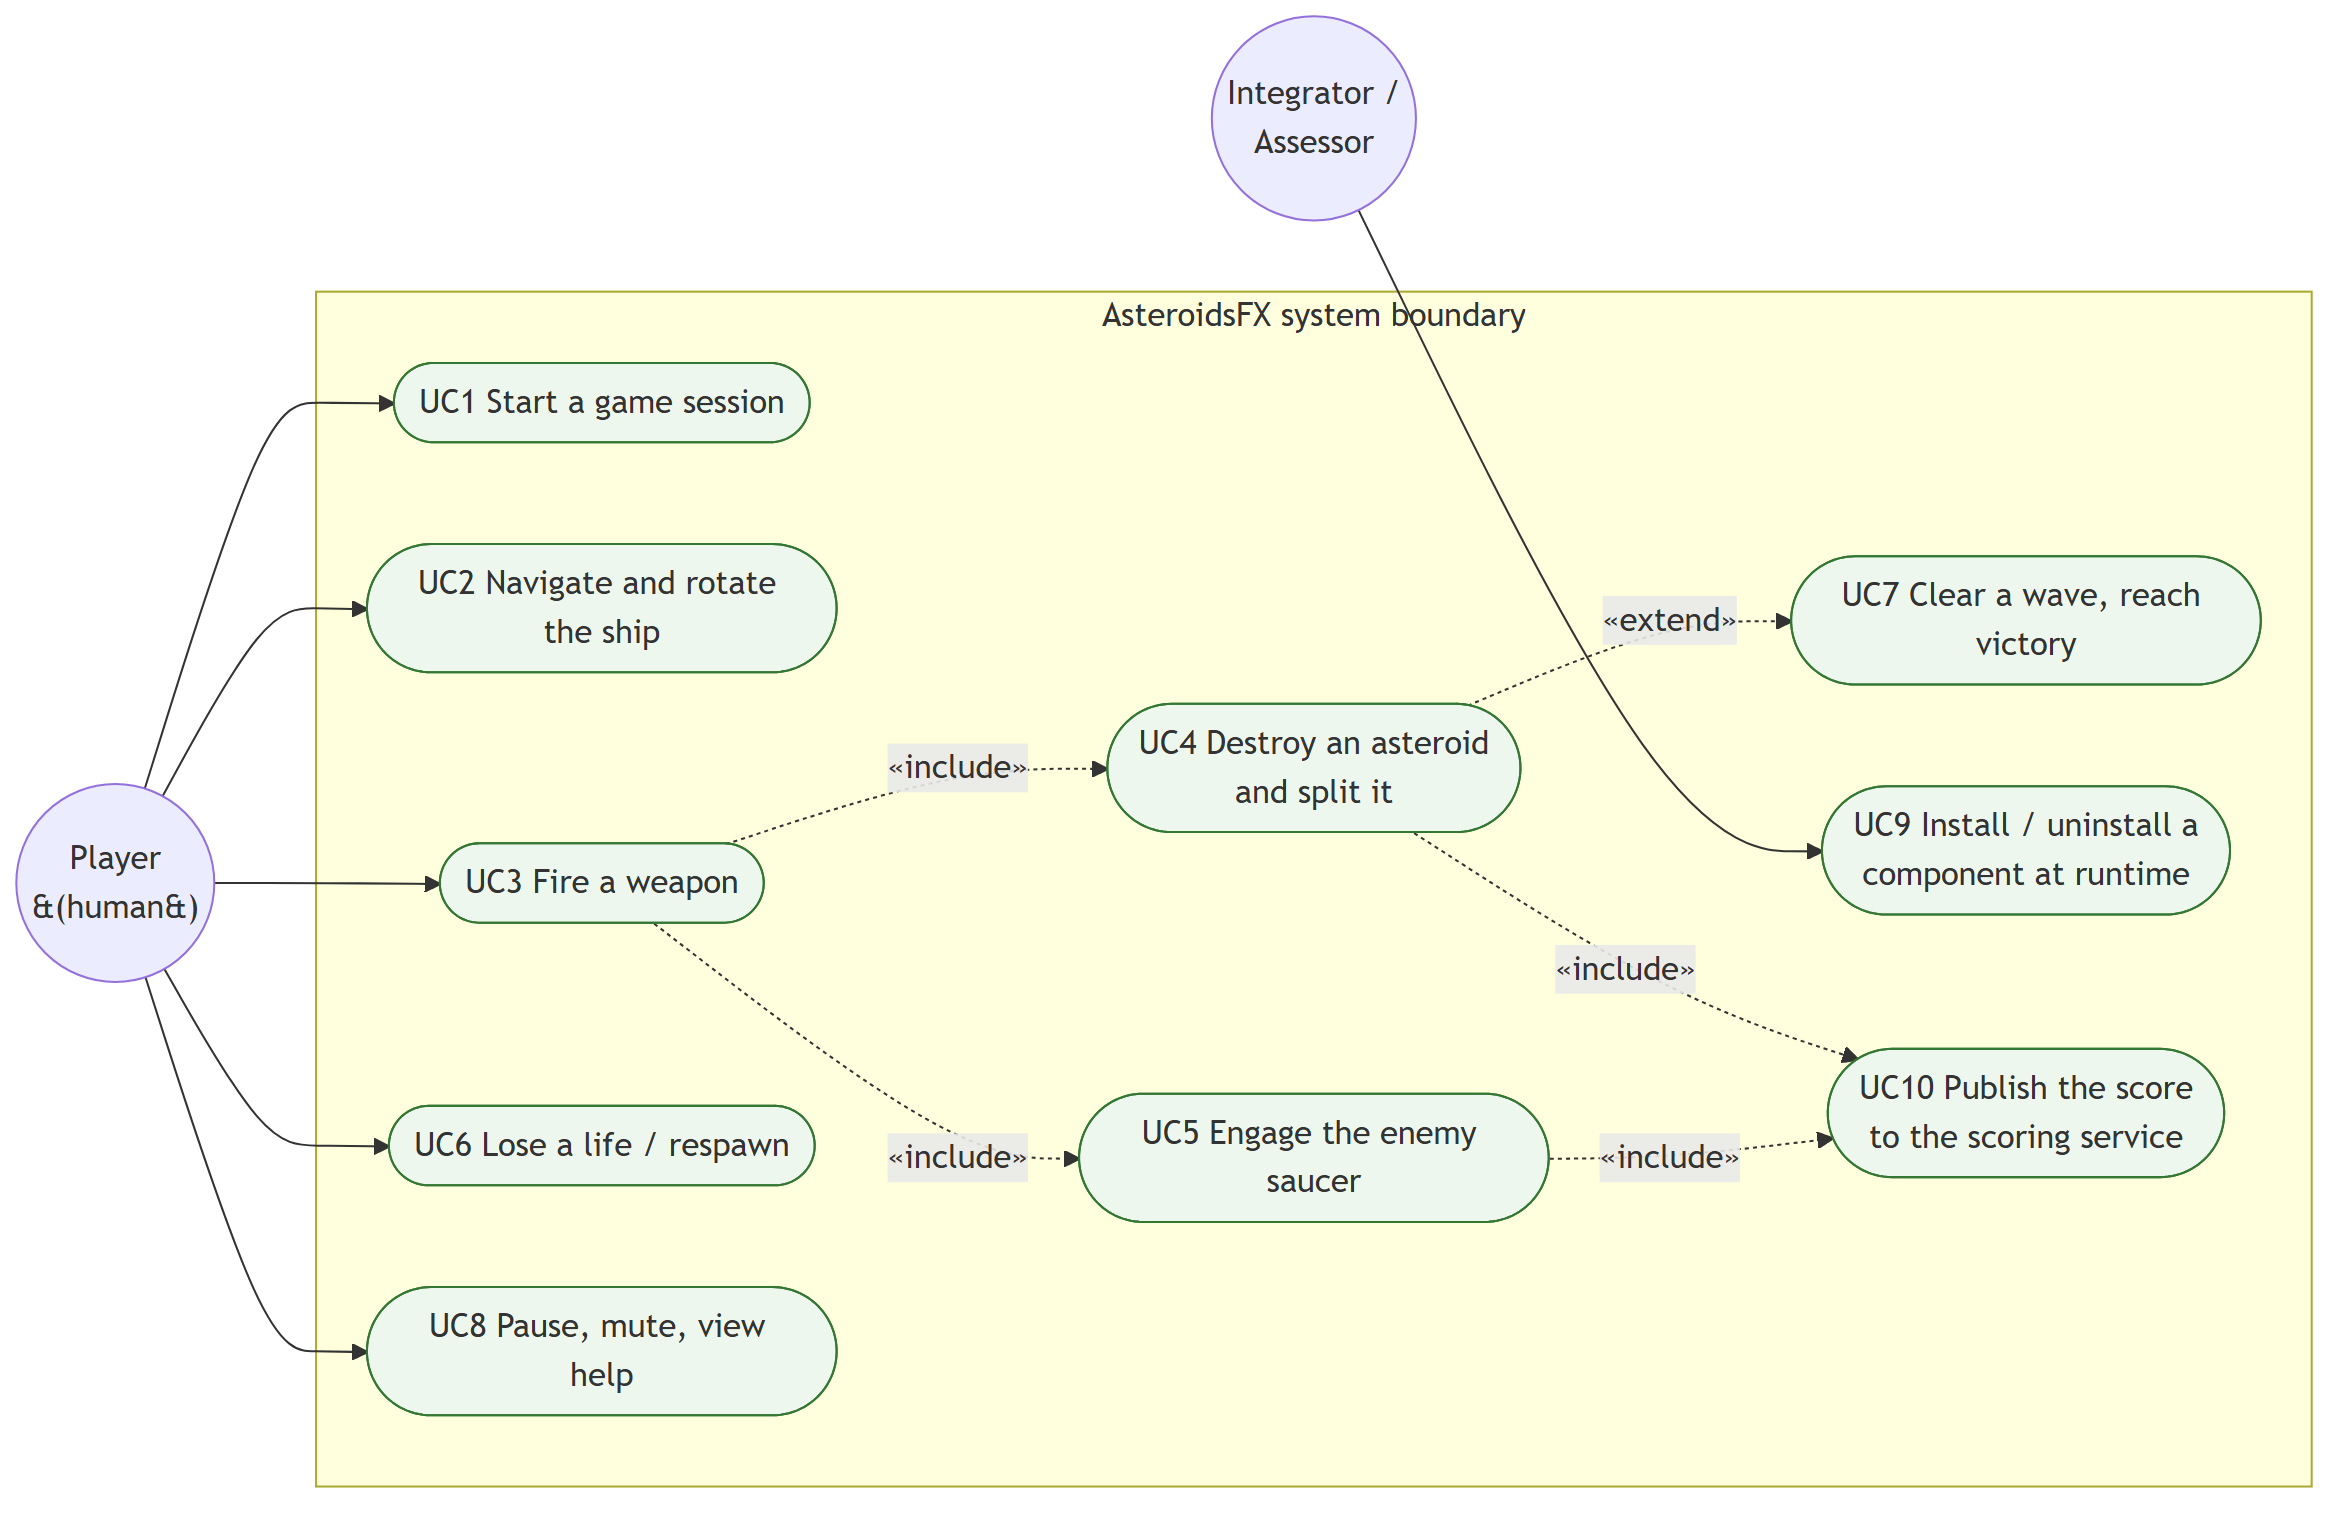 Integrator /
Assessor
AsteroidsFX system boundary
UC1 Start a game session
UC2 Navigate and rotate
the ship
«extend»
UC7 Clear a wave, reach
victory
«include»
UC4 Destroy an asteroid
and split it
Player
&(human&)
UC3 Fire a weapon
UC9 Install / uninstall a
component at runtime
«include»
UC6 Lose a life / respawn
«include»
UC5 Engage the enemy
saucer
«include»
UC10 Publish the score
to the scoring service
UC8 Pause, mute, view
help